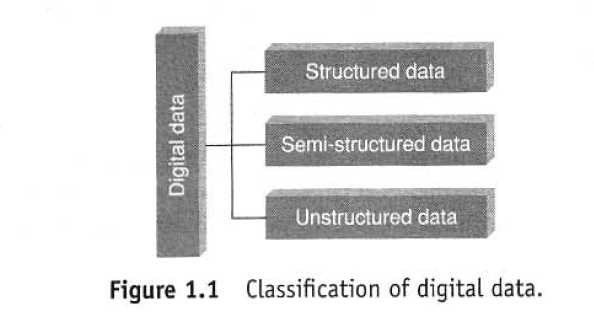 Digital data
Structured data
Semi-structured data
Unstructured data
Figure 1.1 Classification of digital data.